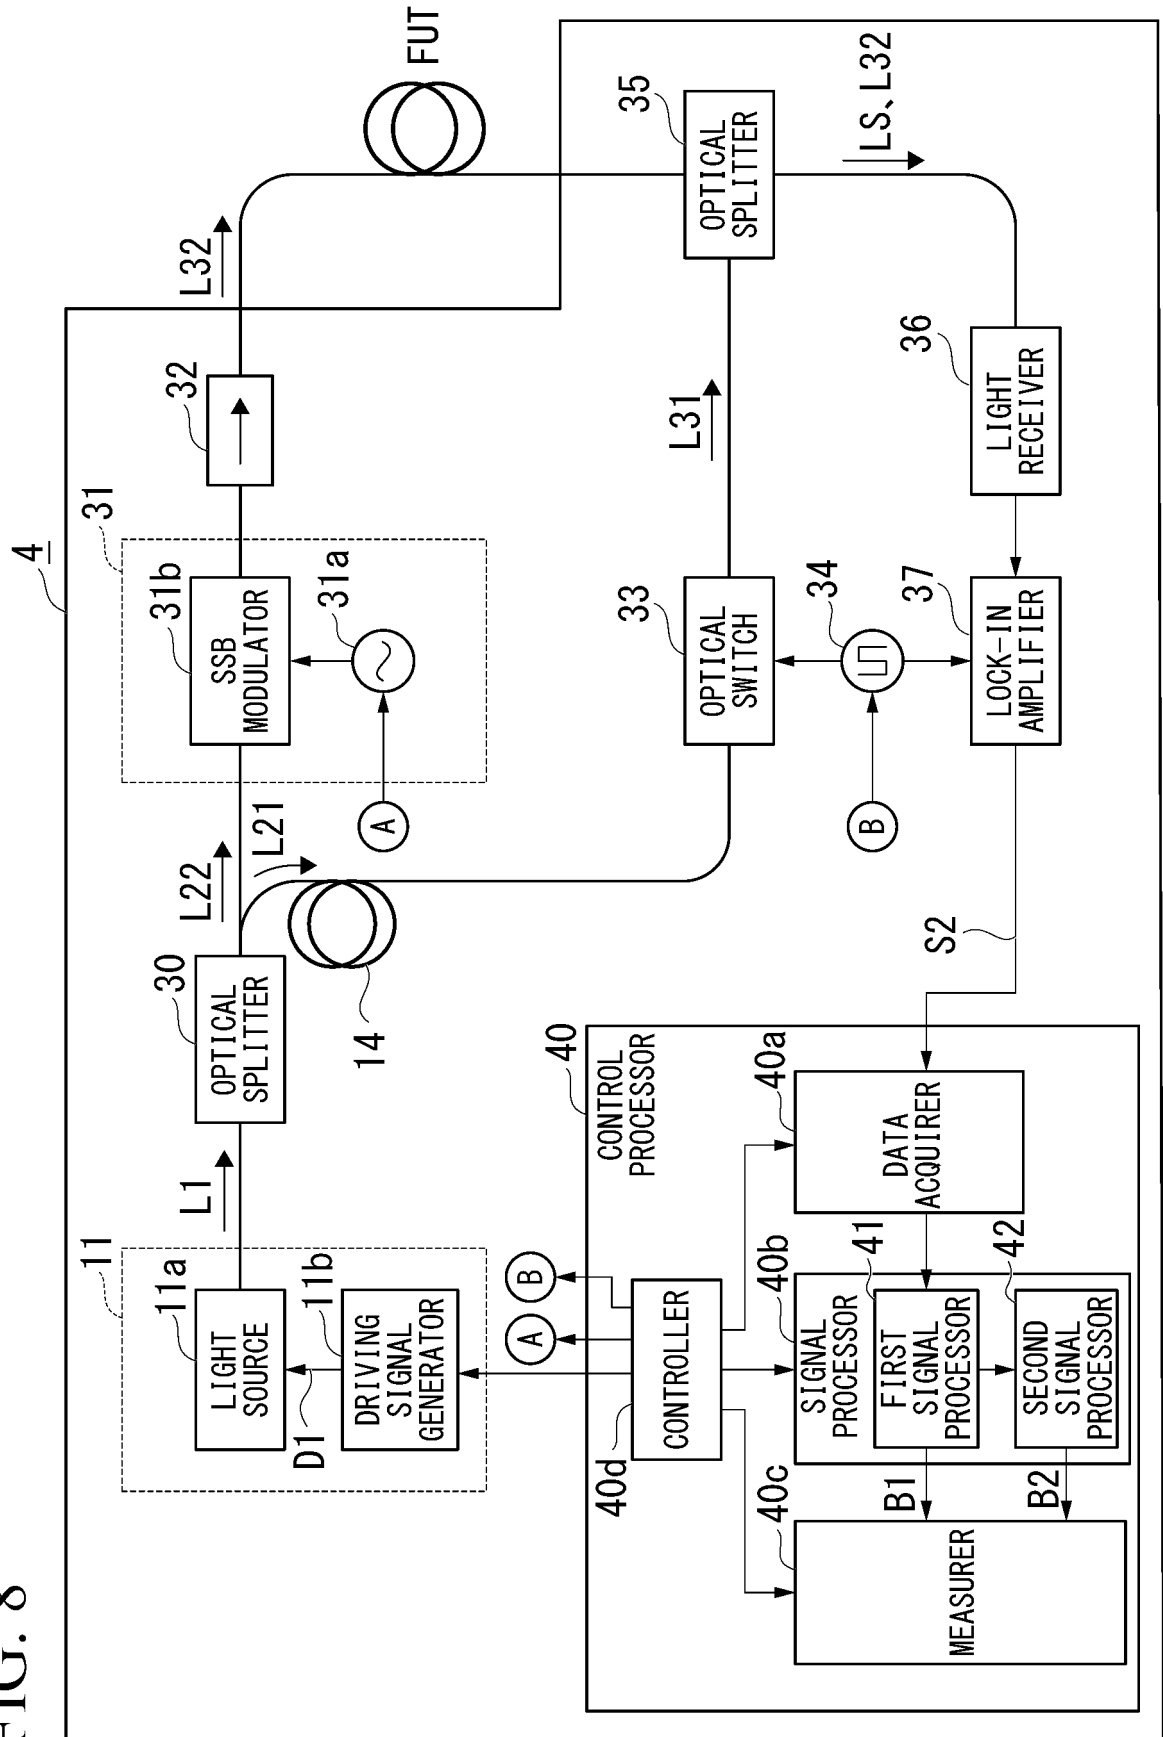 FIG. 8
4
11
11a
LIGHT
SOURCE
D1
11b
DRIVING
SIGNAL
GENERATOR
L1
30
OPTICAL
SPLITTER
L22
L21
14
31
31b
SSB
MODULATOR
31a
A
32
L32
FUT
33
OPTICAL
SWITCH
L31
35
OPTICAL
SPLITTER
LS、L32
34
B
36
LIGHT
RECEIVER
37
LOCK-IN
AMPLIFIER
S2
40
CONTROL
PROCESSOR
A
B
40d
CONTROLLER
40a
DATA
ACQUIRER
40b
SIGNAL
PROCESSOR
41
FIRST
SIGNAL
PROCESSOR
42
SECOND
SIGNAL
PROCESSOR
B1
B2
40c
MEASURER